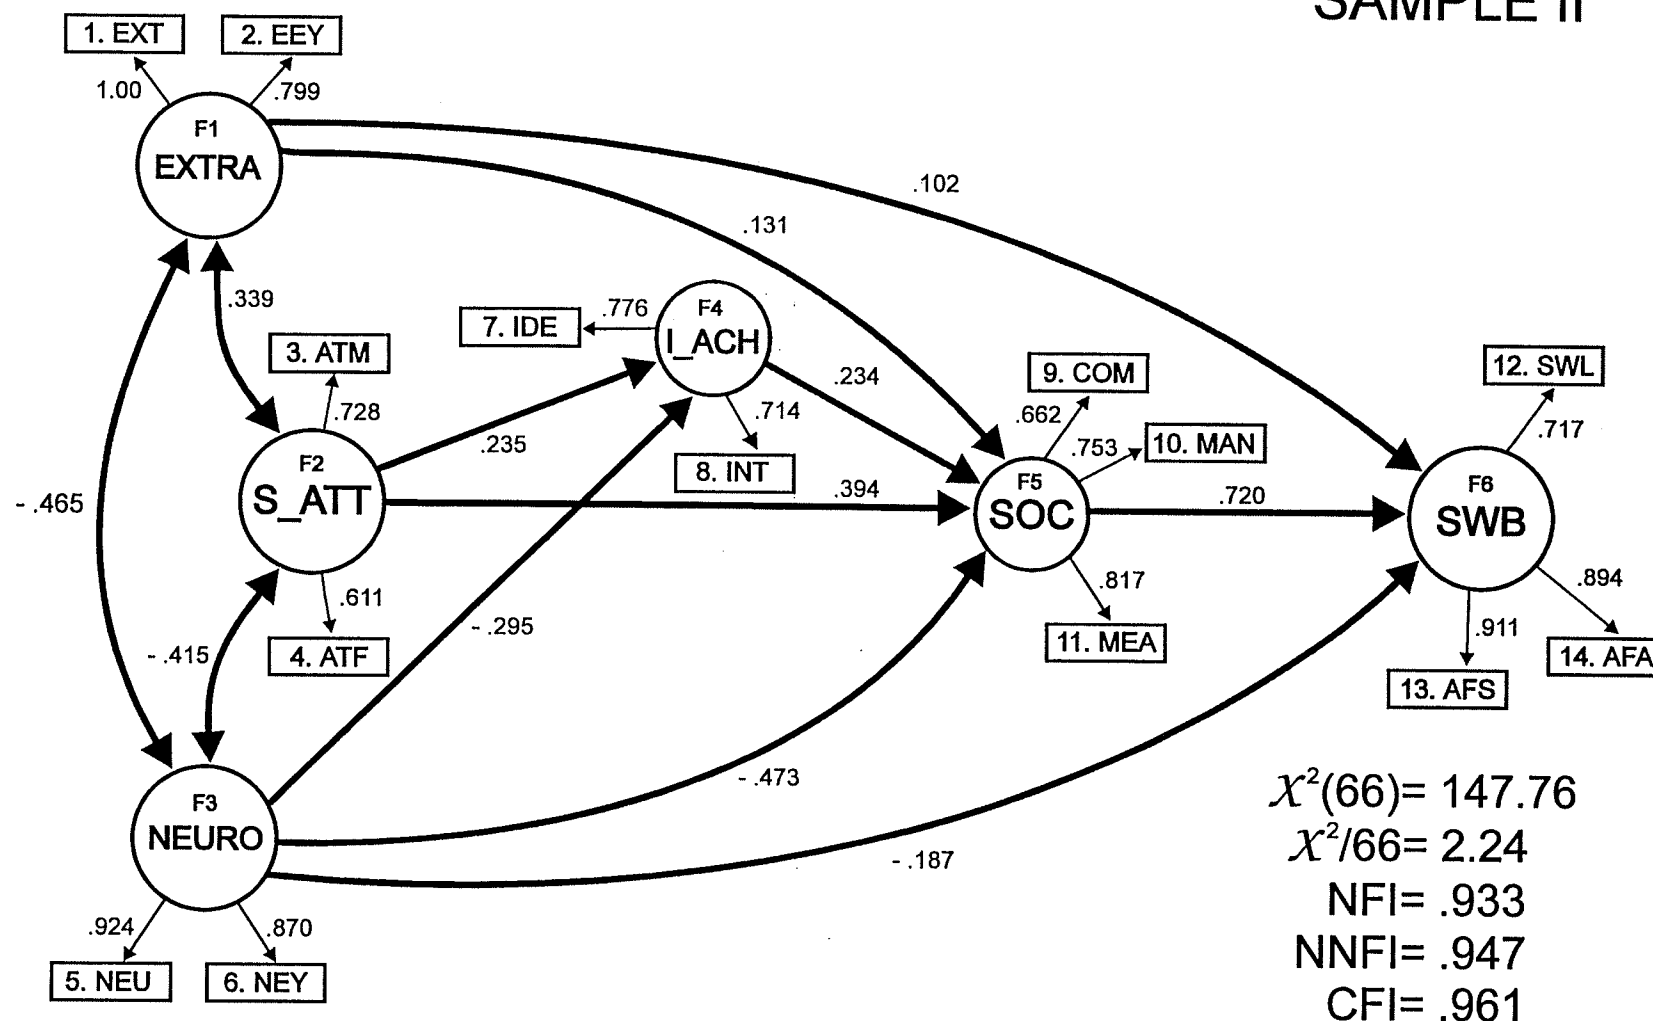 SAMPLE II
1. EXT
2. EEY
1.00
.799
F1
EXTRA
.102
.131
.339
7. IDE
.776
F4
I_ACH
3. ATM
.728
.234
9. COM
12. SWL
.662
.717
.714
.235
8. INT
.753
10. MAN
F2
S_ATT
.394
F5
SOC
.720
F6
SWB
- .465
.611
- .415
4. ATF
- .295
.817
11. MEA
.894
.911
14. AFA
13. AFS
F3
NEURO
- .473
- .187
.924
.870
5. NEU
6. NEY
χ²(66)= 147.76
χ²/66= 2.24
NFI= .933
NNFI= .947
CFI= .961